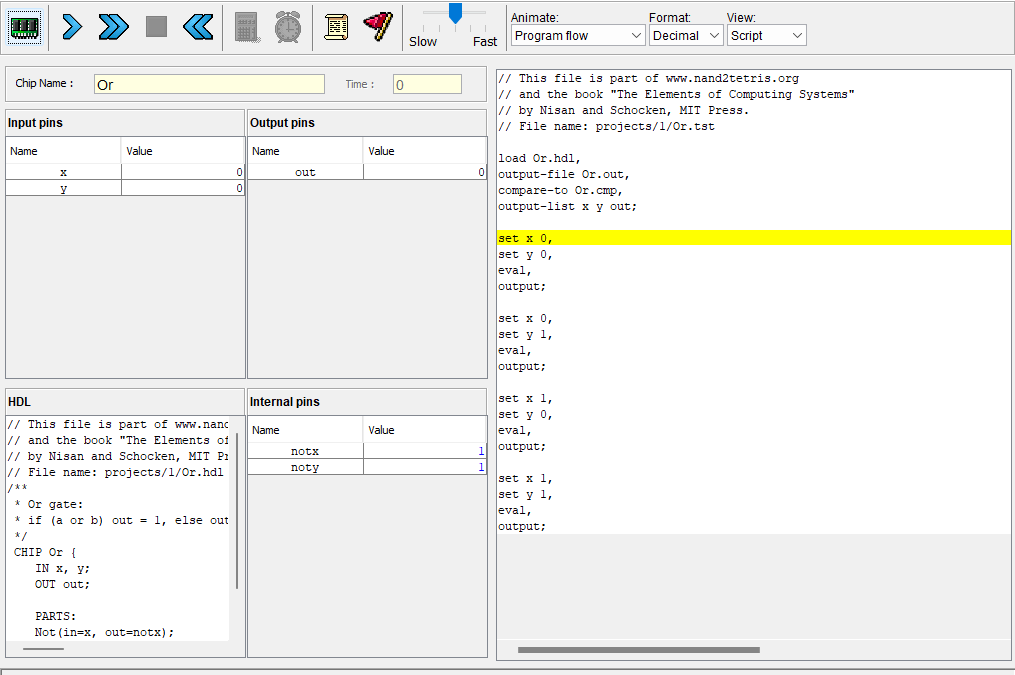 Slow
Fast
Animate:
Program flow
Format:
Decimal
View:
Script
Chip Name :
Or
Time :
0
Input pins
Name
Value
x
0
y
0
Output pins
Name
Value
out
0
HDL
// This file is part of www.nand
// and the book "The Elements of
// by Nisan and Schocken, MIT Pr
// File name: projects/1/Or.hdl
/**
* Or gate:
* if (a or b) out = 1, else out
*/
CHIP Or {
IN x, y;
OUT out;
PARTS:
Not(in=x, out=notx);
Internal pins
Name
Value
notx
1
noty
1
// This file is part of www.nand2tetris.org
// and the book "The Elements of Computing Systems"
// by Nisan and Schocken, MIT Press.
// File name: projects/1/Or.tst
load Or.hdl,
output-file Or.out,
compare-to Or.cmp,
output-list x y out;
set x 0,
set y 0,
eval,
output;
set x 0,
set y 1,
eval,
output;
set x 1,
set y 0,
eval,
output;
set x 1,
set y 1,
eval,
output;